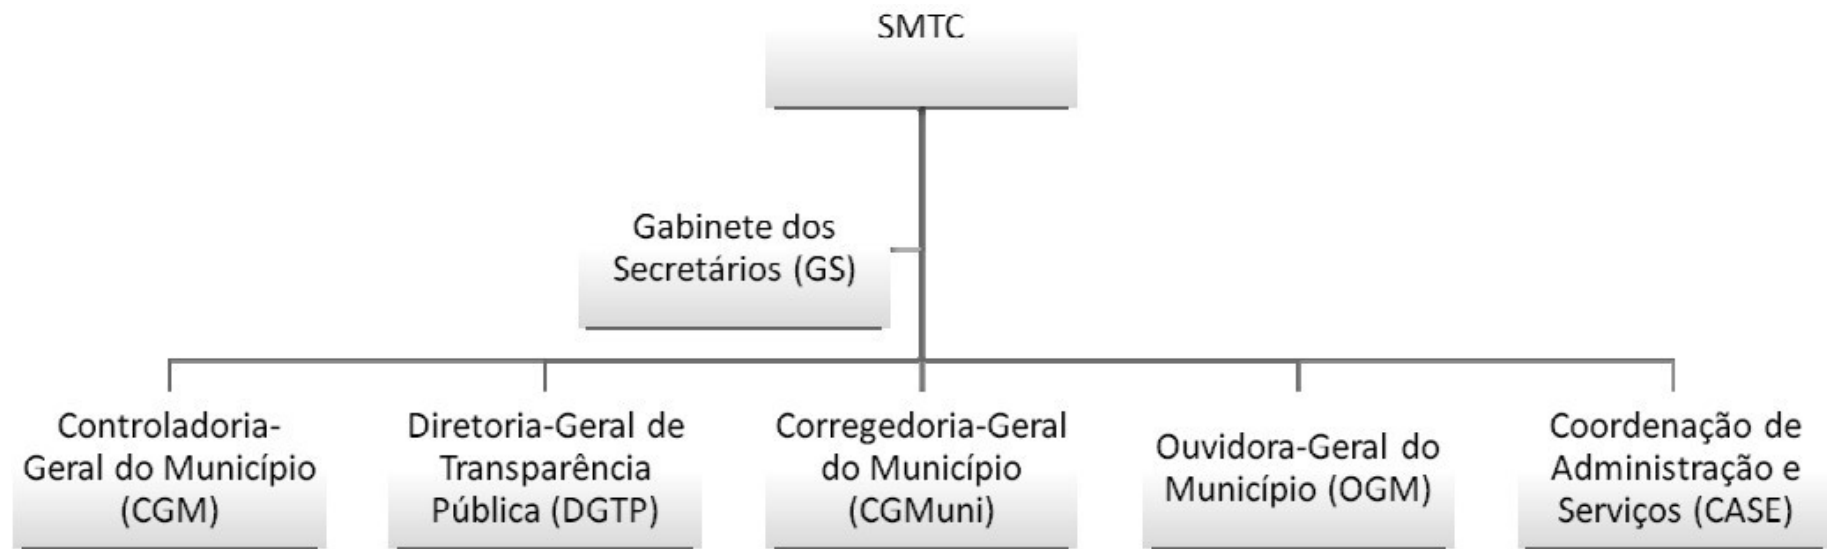 SMTC
Gabinete dos
Secretários (GS)
Controladoria-
Geral do Município
(CGM)
Diretoria-Geral de
Transparência
Pública (DGTP)
Corregedoria-Geral
do Município
(CGMuni)
Ouvidora-Geral do
Município (OGM)
Coordenação de
Administração e
Serviços (CASE)